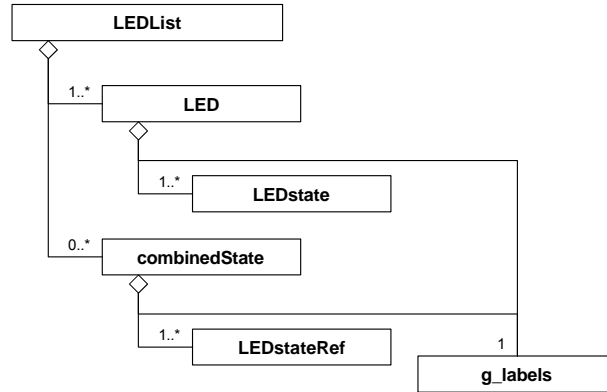 LEDList
1..*
LED
1..*
LEDstate
0..*
combinedState
1..*
LEDstateRef
1
g_labels